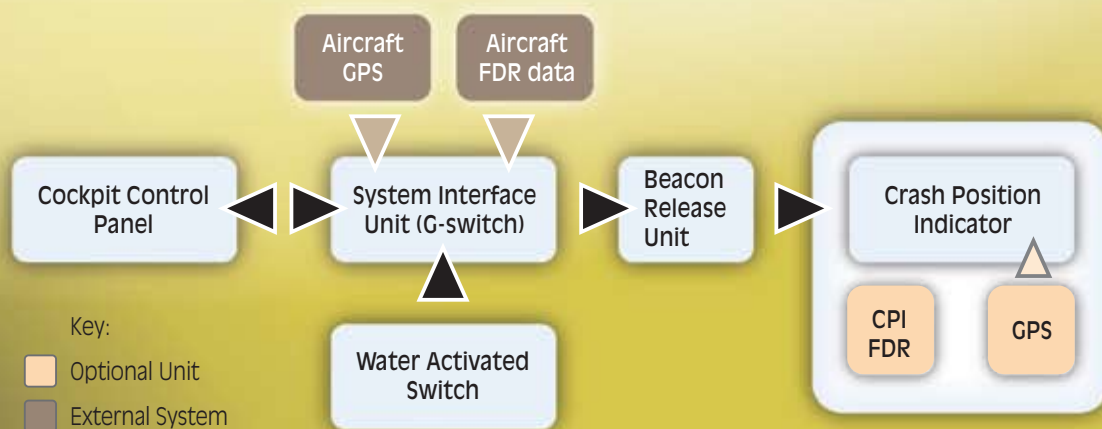 Aircraft
GPS
Aircraft
FDR data
Cockpit Control
Panel
System Interface
Unit (G-switch)
Beacon
Release
Unit
Crash Position
Indicator
CPI
FDR
GPS
Water Activated
Switch
Key:
Optional Unit
External System